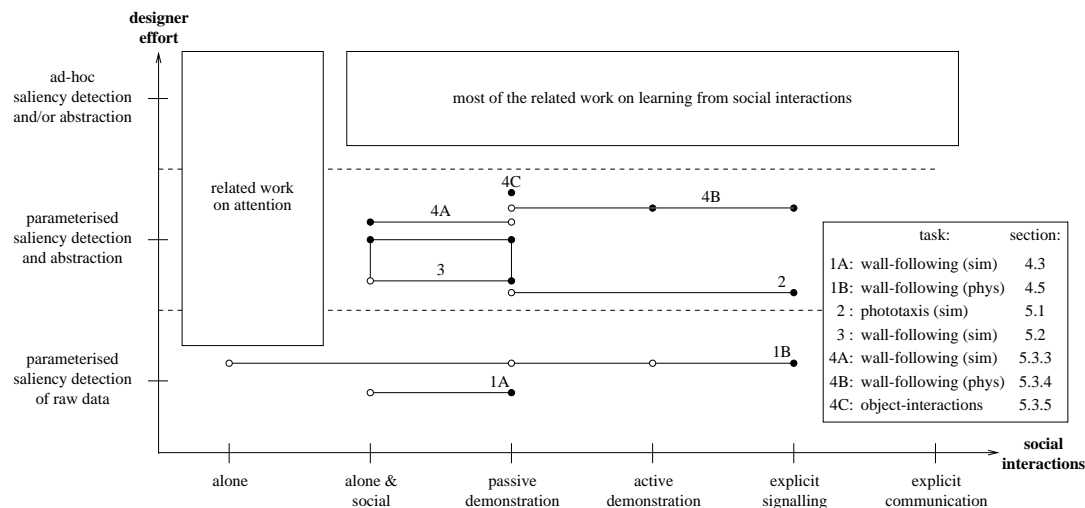 designer
effort
ad-hoc
saliency detection
and/or abstraction
most of the related work on learning from social interactions
related work
on attention
parameterised
saliency detection
and abstraction
4C
4A
4B
3
2
task: section:
1A: wall-following (sim) 4.3
1B: wall-following (phys) 4.5
2 : phototaxis (sim) 5.1
3 : wall-following (sim) 5.2
4A: wall-following (sim) 5.3.3
4B: wall-following (phys) 5.3.4
4C: object-interactions 5.3.5
parameterised
saliency detection
of raw data
1B
1A
social
interactions
alone
alone &
social
passive
demonstration
active
demonstration
explicit
signalling
explicit
communication